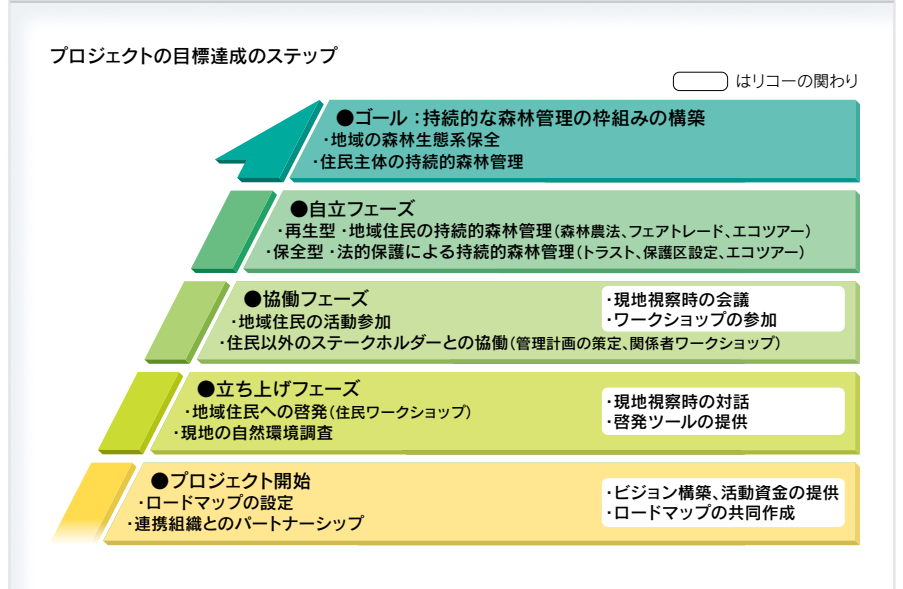 プロジェクトの目標達成のステップ
はリコーの関わり
●ゴール：持続的な森林管理の枠組みの構築
・地域の森林生態系保全
・住民主体の持続的森林管理
●自立フェーズ
・再生型・地域住民の持続的森林管理（森林農法、フェアトレード、エコツアー）
・保全型・法的保護による持続的森林管理（トラスト、保護区設定、エコツアー）
●協働フェーズ
・地域住民の活動参加
・住民以外のステークホルダーとの協働（管理計画の策定、関係者ワークショップ）
・現地視察時の会議
・ワークショップの参加
●立ち上げフェーズ
・地域住民への啓発（住民ワークショップ）
・現地の自然環境調査
・現地視察時の対話
・啓発ツールの提供
●プロジェクト開始
・ロードマップの設定
・連携組織とのパートナーシップ
・ビジョン構築、活動資金の提供
・ロードマップの共同作成